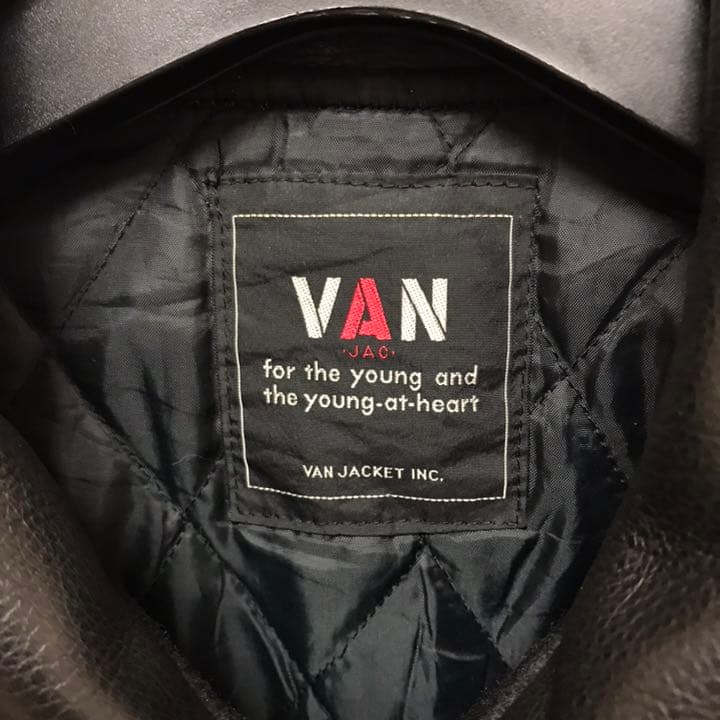 VAN
·JAC·
for the young and
the young-at-heart
VAN JACKET INC.